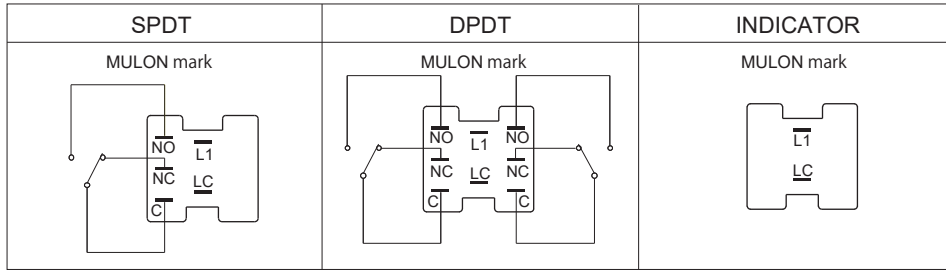 SPDT
DPDT
INDICATOR
MULON mark
MULON mark
MULON mark
NO
L1
NC
LC
C
NO
L1
NO
NC
LC
NC
C
C
L1
LC